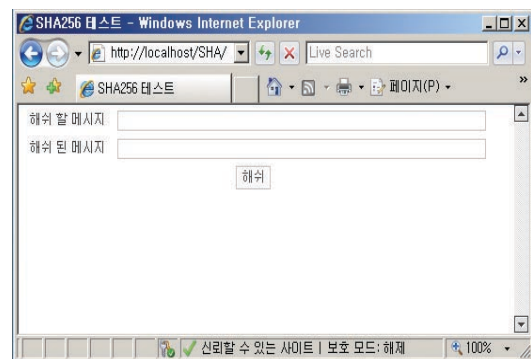 SHA256 테스트 - Windows Internet Explorer
http://localhost/SHA/ Live Search
SHA256 테스트 페이지(P) »
해쉬 할 메시지
해쉬 된 메시지
해쉬
신뢰할 수 있는 사이트 | 보호 모드: 해제 100%